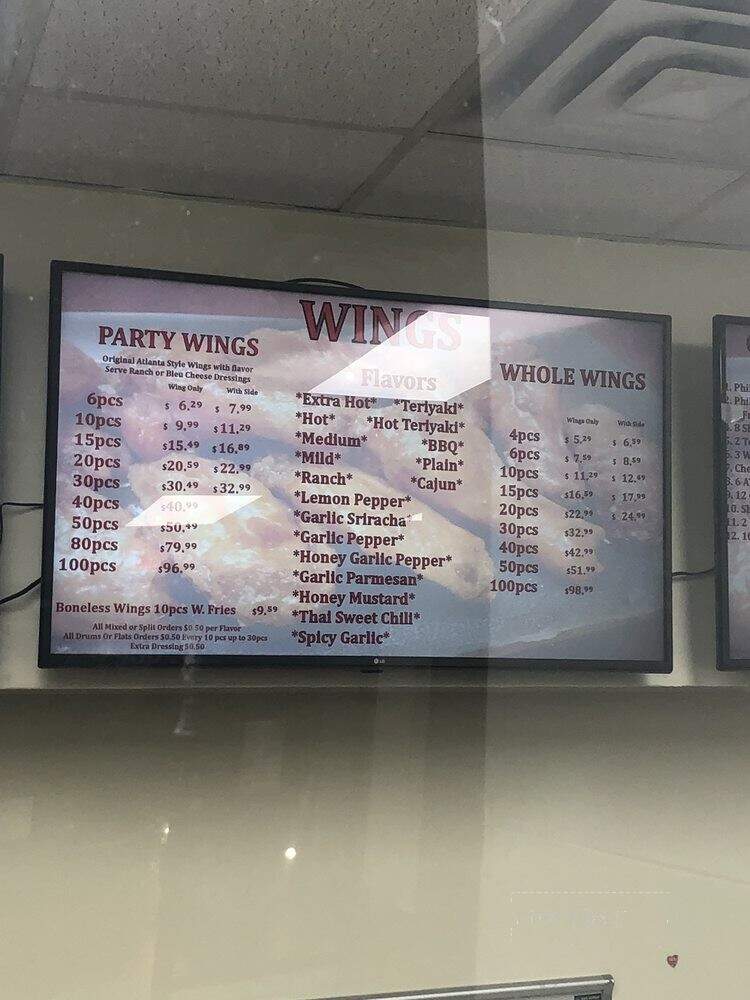 WINGS
PARTY WINGS
Original Atlanta Style Wings with flavor
Serve Ranch or Bleu Cheese Dressings
Wing Only With Side
6pcs $ 6.29 $ 7.99
10pcs $ 9.99 $11.29
15pcs $15.49 $16.89
20pcs $20.59 $22.99
30pcs $30.49 $32.99
40pcs $40.99
50pcs $50.49
80pcs $79.99
100pcs $96.99
Boneless Wings 10pcs W. Fries $9.59
All Mixed or Split Orders $0.50 per Flavor
All Drums Or Flats Orders $0.50 Every 10 pcs up to 30pcs
Extra Dressing $0.50
Flavors
*Extra Hot* *Teriyaki*
*Hot* *Hot Teriyaki*
*Medium* *BBQ*
*Mild* *Plain*
*Ranch* *Cajun*
*Lemon Pepper*
*Garlic Sriracha*
*Garlic Pepper*
*Honey Garlic Pepper*
*Garlic Parmesan*
*Honey Mustard*
*Thai Sweet Chili*
*Spicy Garlic*
WHOLE WINGS
Wings Only With Side
4pcs $ 5.29 $ 6.59
6pcs $ 7.59 $ 8.59
10pcs $ 11.29 $ 12.49
15pcs $16.59 $ 17.99
20pcs $22.99 $ 24.99
30pcs $32.99
40pcs $42.99
50pcs $51.99
100pcs $98.99
LG